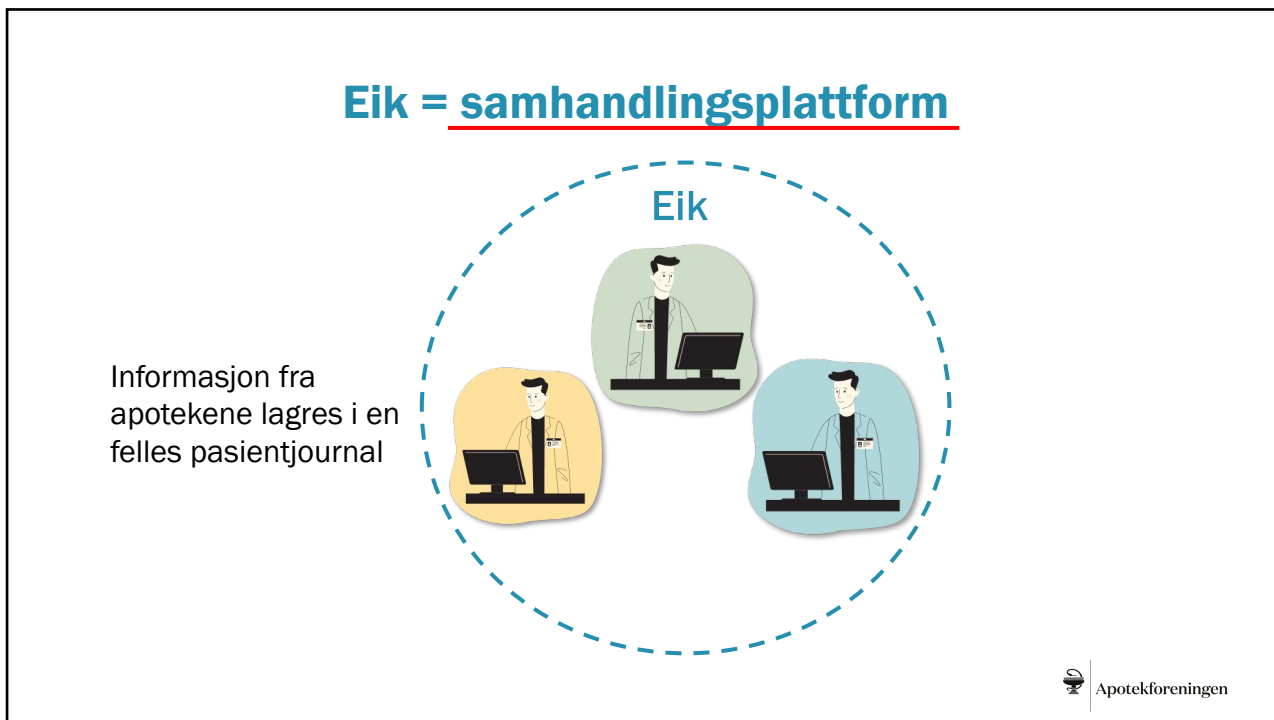 Eik = samhandlingsplattform
Eik
Informasjon fra
apotekene lagres i en
felles pasientjournal
Apotekforeningen